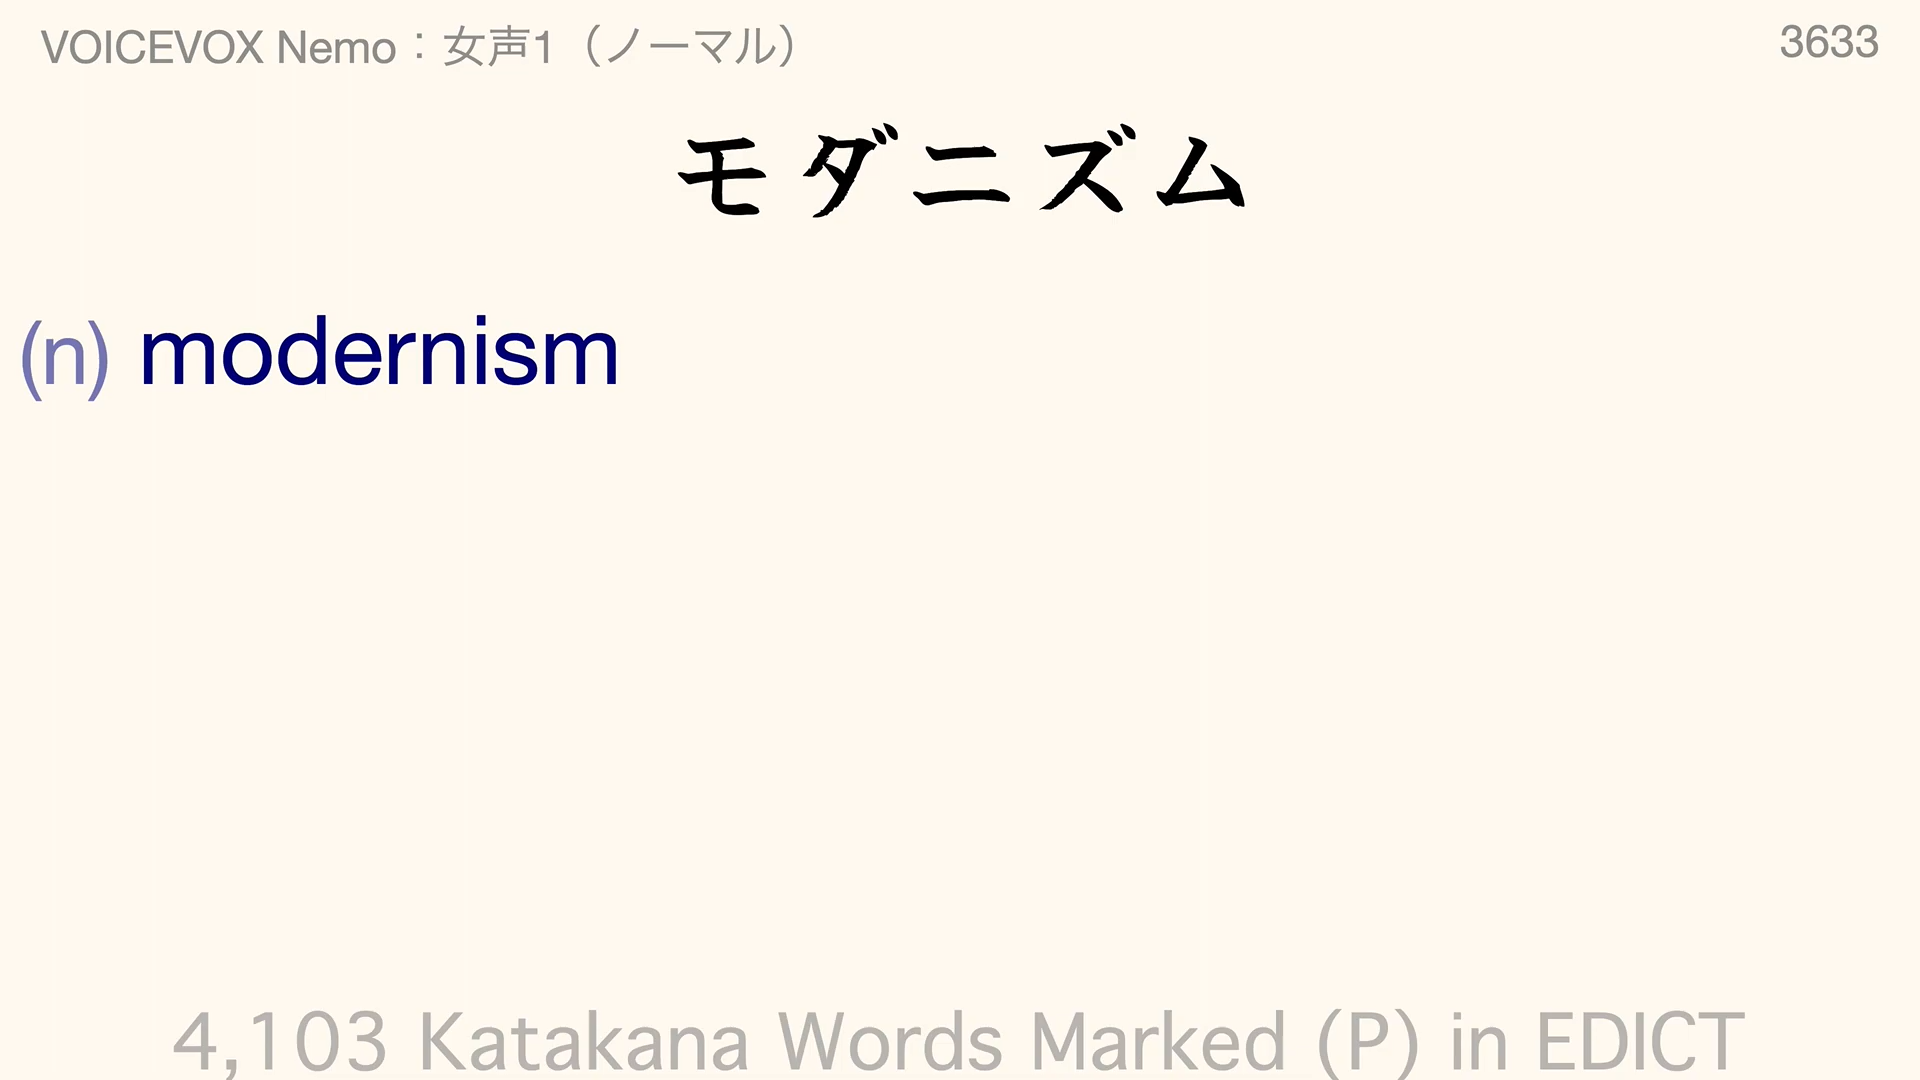 VOICEVOX Nemo：女声1（ノーマル）
3633
モダニズム
(n) modernism
4,103 Katakana Words Marked (P) in EDICT